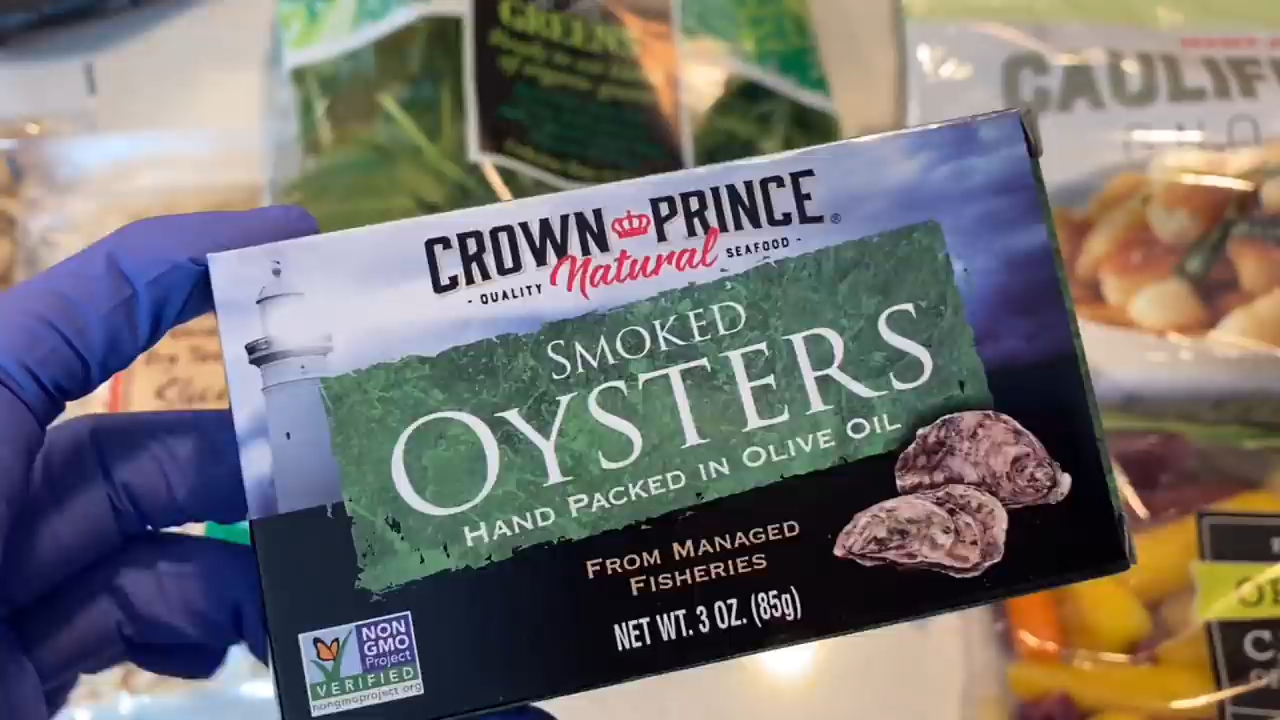 GREENS
CAULIF
CROWN PRINCE®
- QUALITY Natural SEAFOOD -
SMOKED
OYSTERS
HAND PACKED IN OLIVE OIL
FROM MANAGED
FISHERIES
NET WT. 3 OZ. (85g)
NON
GMO
Project
VERIFIED
nongmoproject.org